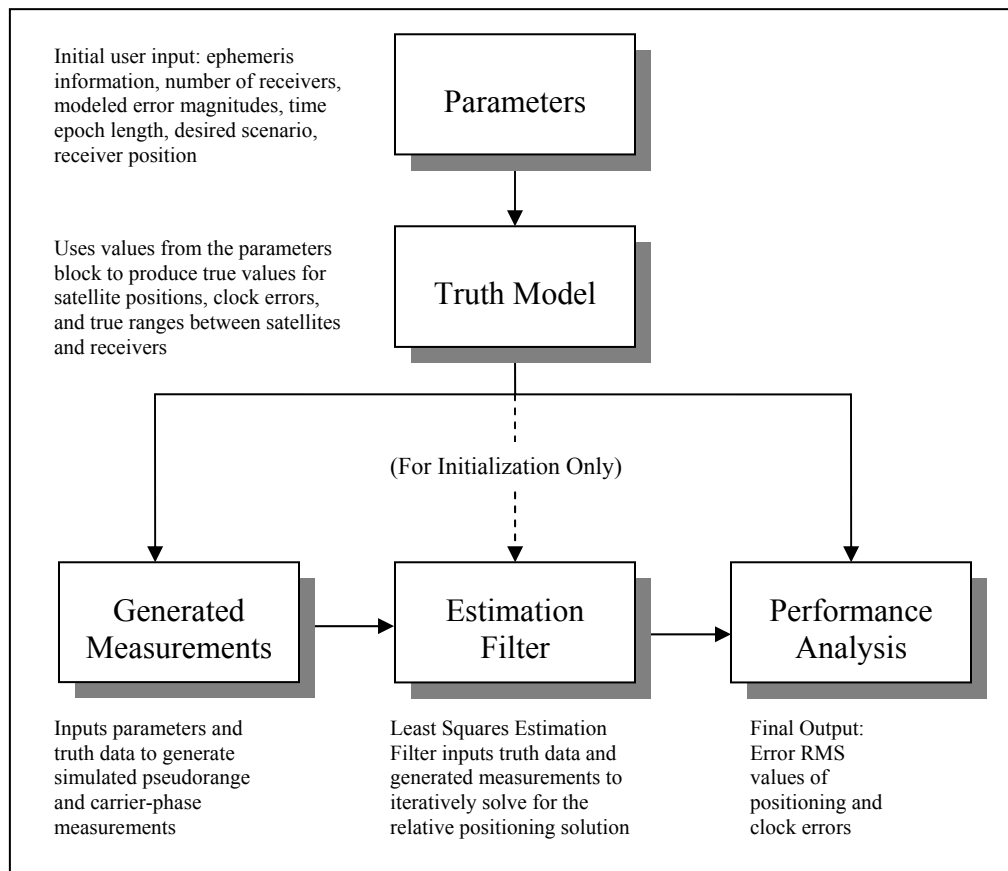 Initial user input: ephemeris
information, number of receivers,
modeled error magnitudes, time
epoch length, desired scenario,
receiver position
Parameters
Uses values from the parameters
block to produce true values for
satellite positions, clock errors,
and true ranges between satellites
and receivers
Truth Model
(For Initialization Only)
Generated
Measurements
Estimation
Filter
Performance
Analysis
Inputs parameters and
truth data to generate
simulated pseudorange
and carrier-phase
measurements
Least Squares Estimation
Filter inputs truth data and
generated measurements to
iteratively solve for the
relative positioning solution
Final Output:
Error RMS
values of
positioning and
clock errors